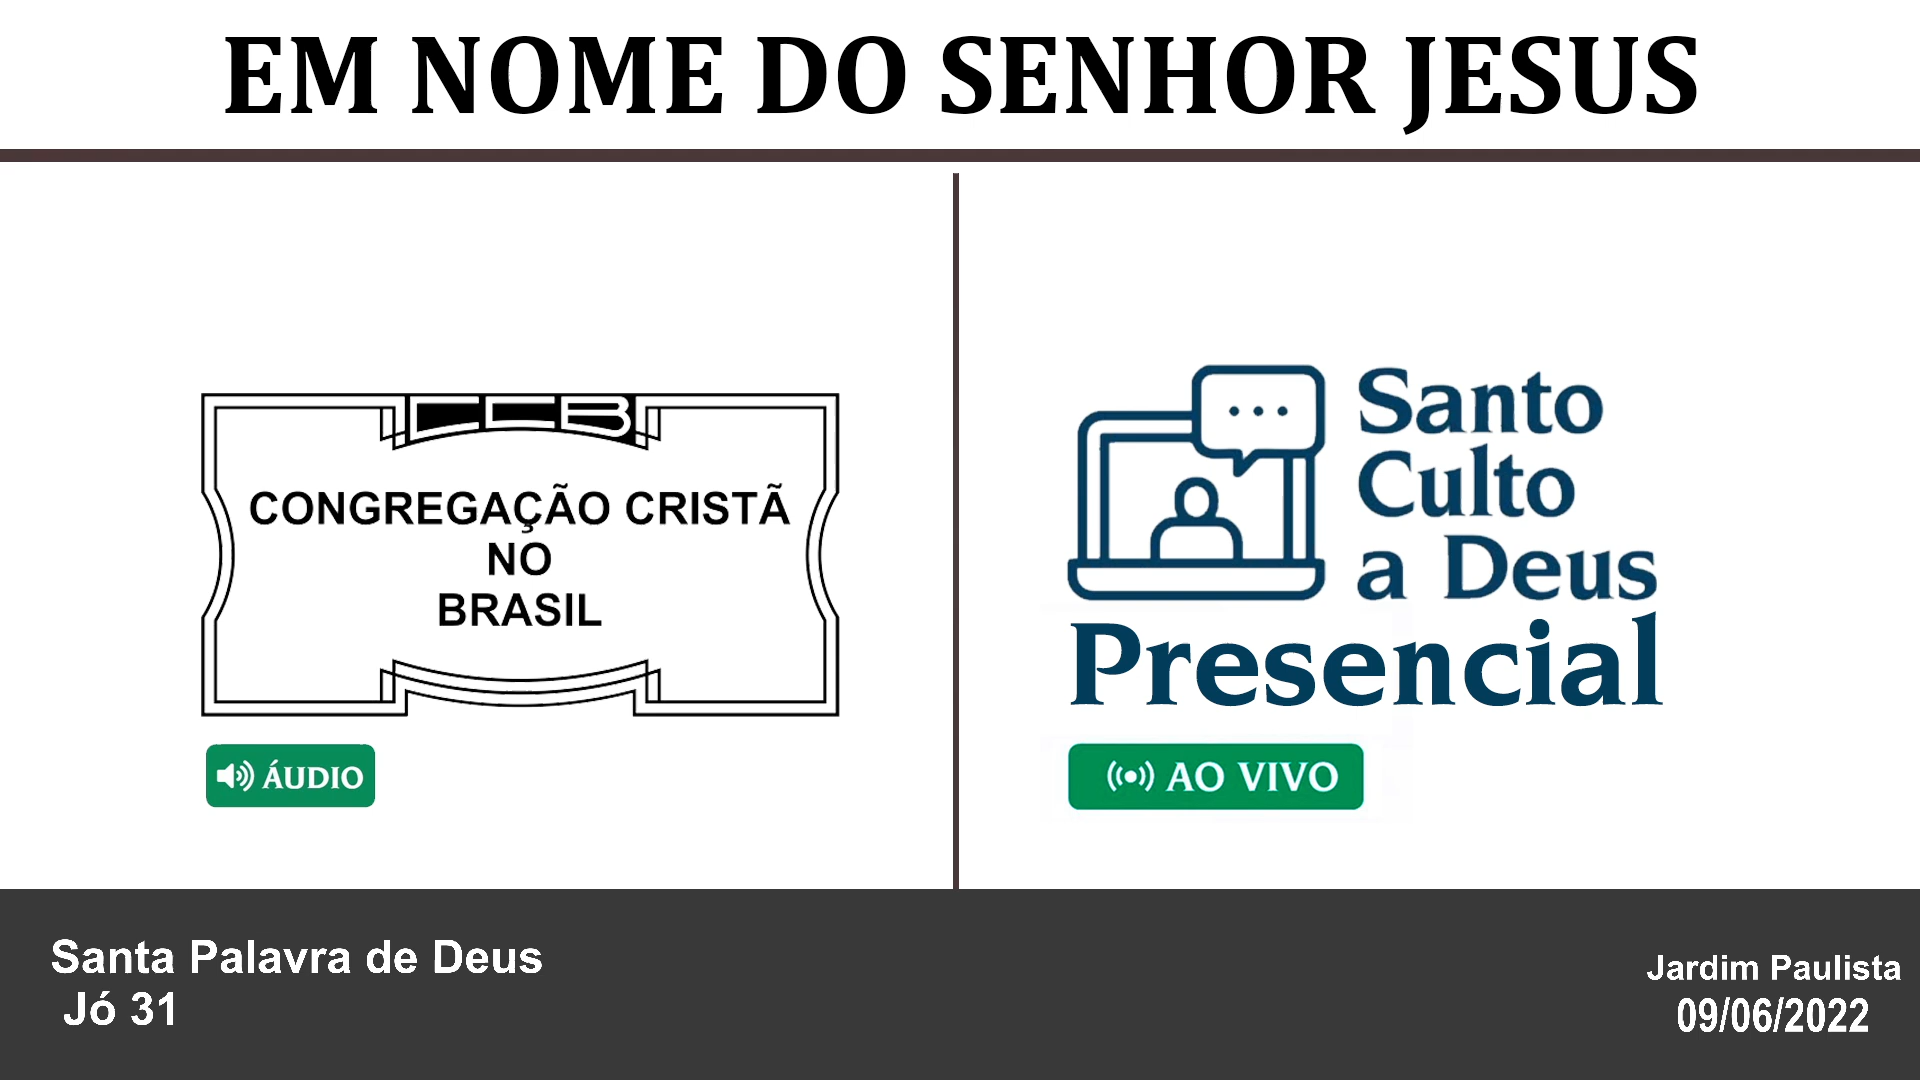 EM NOME DO SENHOR JESUS
CCB
CONGREGAÇÃO CRISTÃ
NO
BRASIL
ÁUDIO
Santo
Culto
a Deus
Presencial
AO VIVO
Santa Palavra de Deus
Jó 31
Jardim Paulista
09/06/2022